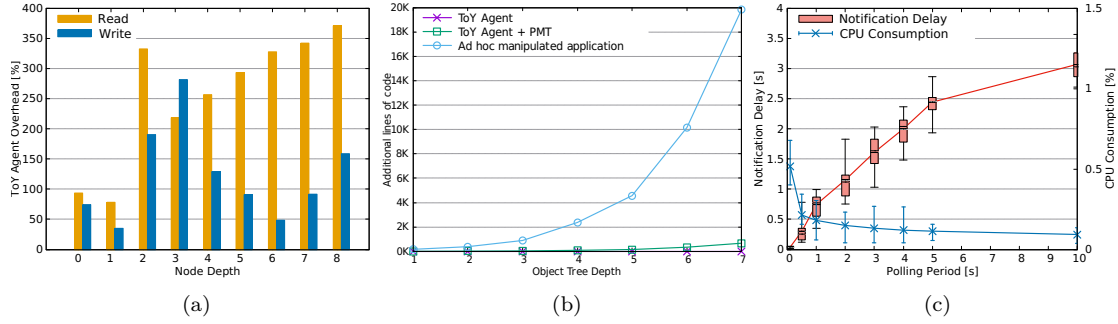 400
350
300
250
200
150
100
50
0
ToY Agent Overhead [%]
Read
Write
0 1 2 3 4 5 6 7 8
Node Depth
(a)
20K
18K
16K
14K
12K
10K
8K
6K
4K
2K
0K
Additional lines of code
ToY Agent
ToY Agent + PMT
Ad hoc manipulated application
1 2 3 4 5 6 7
Object Tree Depth
(b)
4
3.5
3
2.5
2
1.5
1
0.5
0
Notification Delay [s]
Notification Delay
CPU Consumption
1.5
1
0.5
0
CPU Consumption [%]
0 1 2 3 4 5 6 7 8 9 10
Polling Period [s]
(c)